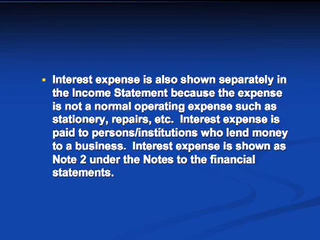 Interest expense is also shown separately in
the Income Statement because the expense
is not a normal operating expense such as
stationery, repairs, etc.  Interest expense is
paid to persons/institutions who lend money
to a business.  Interest expense is shown as
Note 2 under the Notes to the financial
statements.